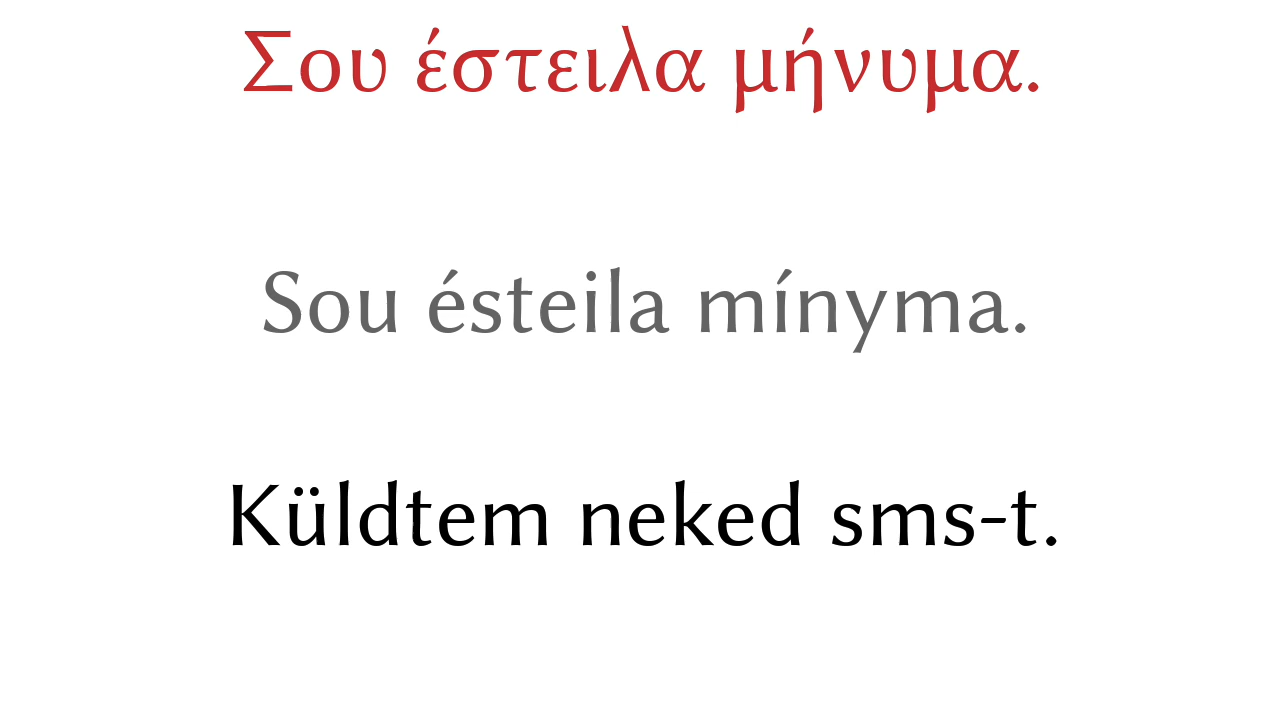 Σου έστειλα μήνυμα.
Sou ésteila mínyma.
Küldtem neked sms-t.